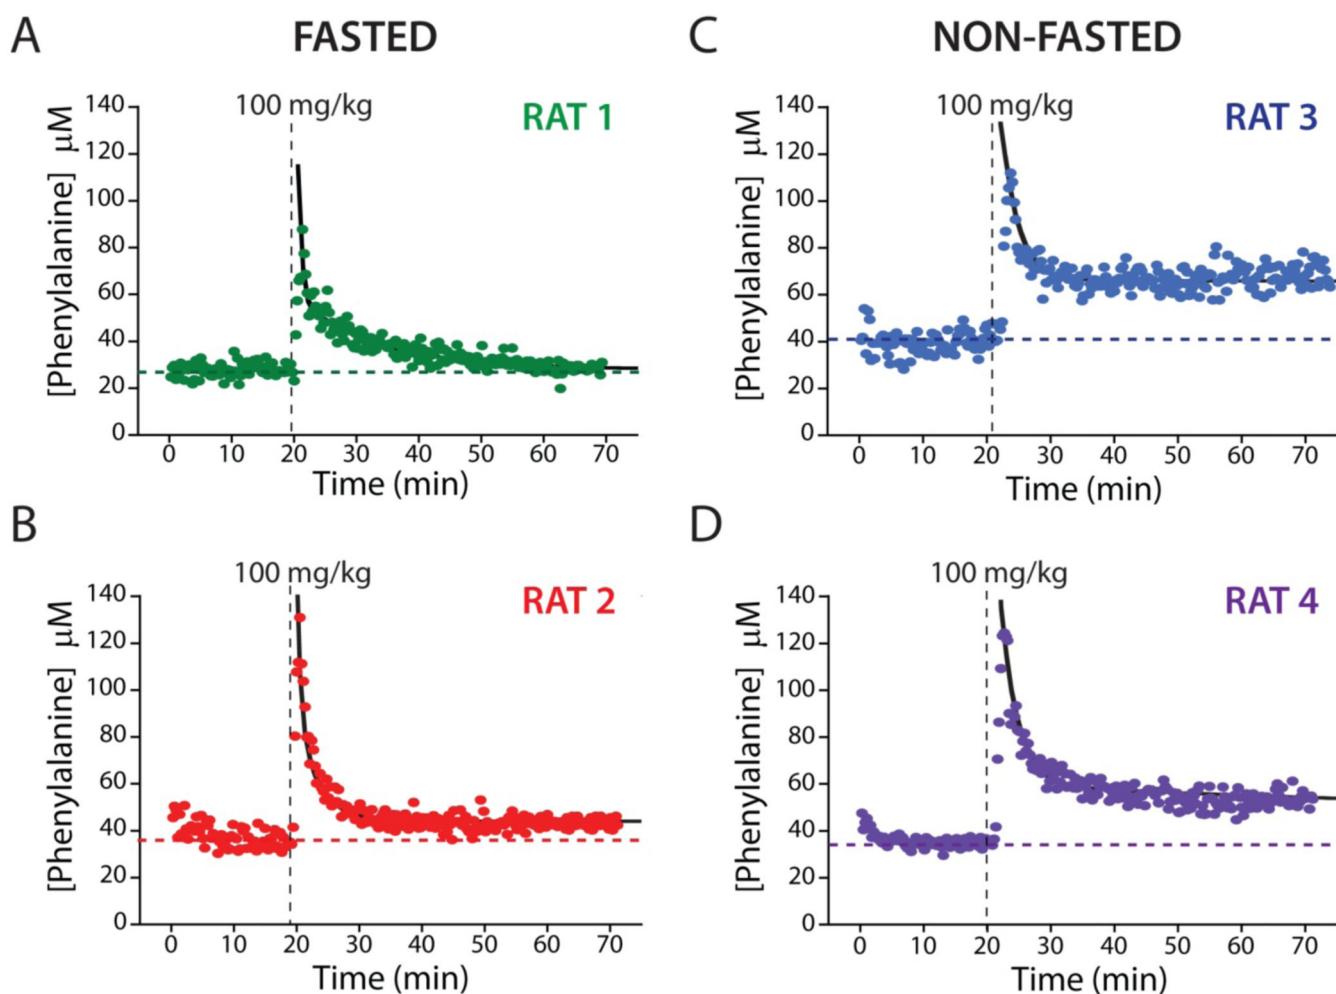 A
FASTED
100 mg/kg
RAT 1
[Phenylalanine] μM
140
120
100
80
60
40
20
0
0 10 20 30 40 50 60 70
Time (min)
C
NON-FASTED
100 mg/kg
RAT 3
[Phenylalanine] μM
140
120
100
80
60
40
20
0
0 10 20 30 40 50 60 70
Time (min)
B
100 mg/kg
RAT 2
[Phenylalanine] μM
140
120
100
80
60
40
20
0
0 10 20 30 40 50 60 70
Time (min)
D
100 mg/kg
RAT 4
[Phenylalanine] μM
140
120
100
80
60
40
20
0
0 10 20 30 40 50 60 70
Time (min)